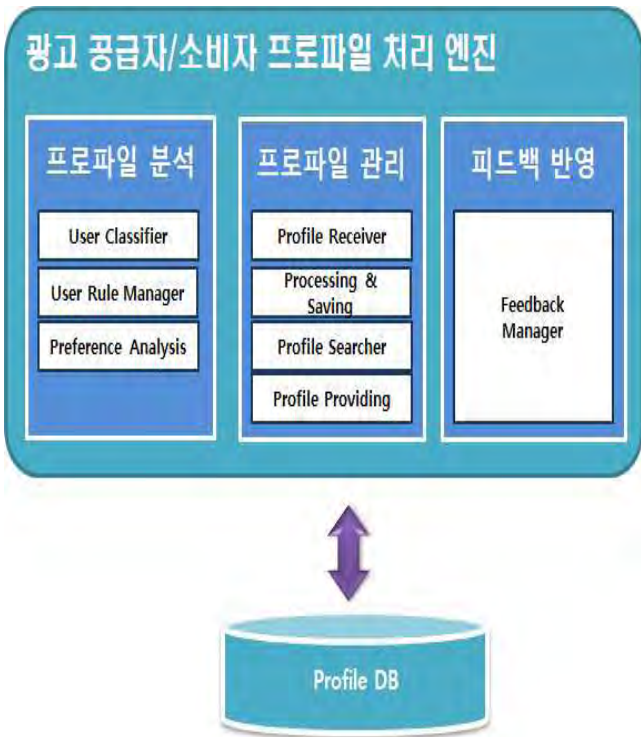 광고 공급자/소비자 프로파일 처리 엔진
프로파일 분석
User Classifier
User Rule Manager
Preference Analysis
프로파일 관리
Profile Receiver
Processing &
Saving
Profile Searcher
Profile Providing
피드백 반영
Feedback
Manager
Profile DB